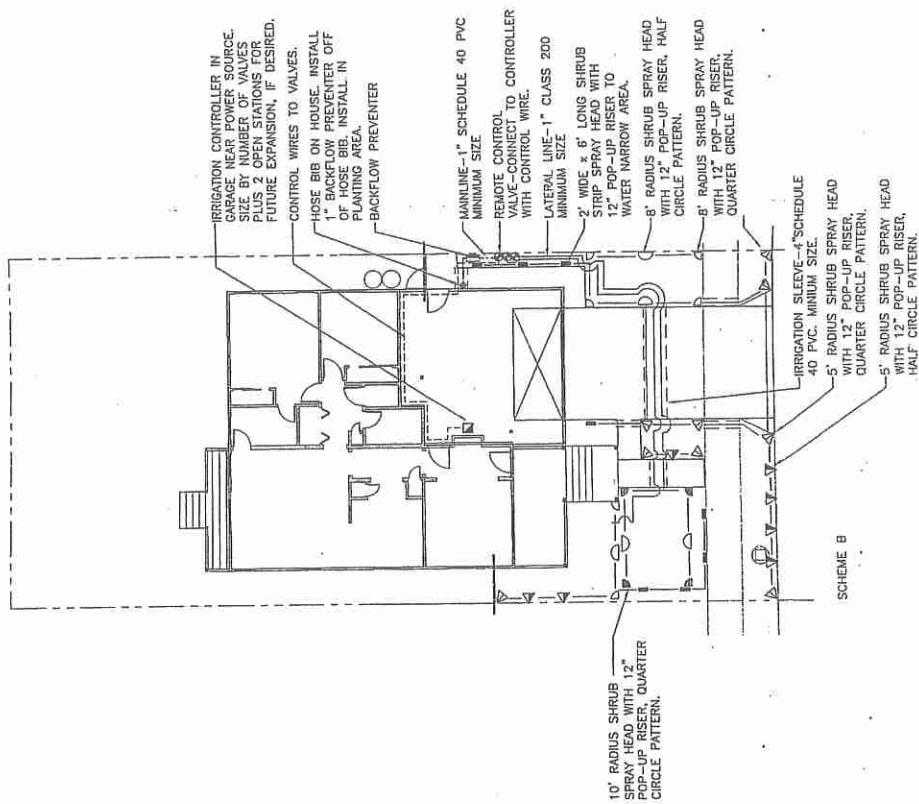 IRRIGATION CONTROLLER IN
GARAGE NEAR POWER SOURCE.
SIZE BY NUMBER OF VALVES
PLUS 2 OPEN STATIONS FOR
FUTURE EXPANSION, IF DESIRED.
CONTROL WIRES TO VALVES.
HOSE BIB ON HOUSE. INSTALL
1" BACKFLOW PREVENTER OFF
OF HOSE BIB. INSTALL IN
PLANTING AREA.
BACKFLOW PREVENTER
MAINLINE-1" SCHEDULE 40 PVC
MINIMUM SIZE
REMOTE CONTROL
VALVE-CONNECT TO CONTROLLER
WITH CONTROL WIRE.
LATERAL LINE-1" CLASS 200
MINIMUM SIZE
2' WIDE x 6' LONG SHRUB
STRIP SPRAY HEAD WITH
12" POP-UP RISER TO
WATER NARROW AREA.
8' RADIUS SHRUB SPRAY HEAD
WITH 12" POP-UP RISER, HALF
CIRCLE PATTERN.
8' RADIUS SHRUB SPRAY HEAD
WITH 12" POP-UP RISER,
QUARTER CIRCLE PATTERN.
IRRIGATION SLEEVE-4"SCHEDULE
40 PVC. MINIUM SIZE.
5' RADIUS SHRUB SPRAY HEAD
WITH 12" POP-UP RISER,
QUARTER CIRCLE PATTERN.
5' RADIUS SHRUB SPRAY HEAD
WITH 12" POP-UP RISER,
HALF CIRCLE PATTERN.
10' RADIUS SHRUB
SPRAY HEAD WITH 12"
POP-UP RISER, QUARTER
CIRCLE PATTERN.
SCHEME B